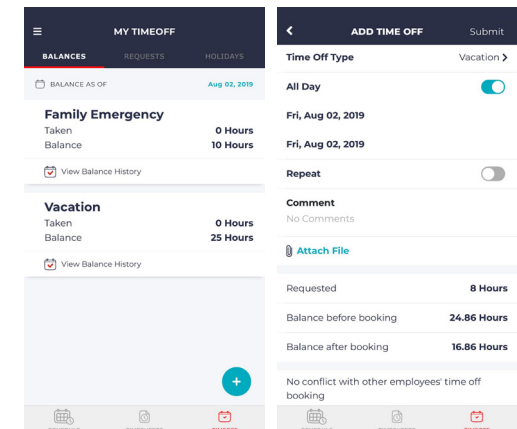 MY TIMEOFF
BALANCES REQUESTS HOLIDAYS
BALANCE AS OF Aug 02, 2019
Family Emergency
Taken 0 Hours
Balance 10 Hours
View Balance History
Vacation
Taken 0 Hours
Balance 25 Hours
View Balance History
+
ADD TIME OFF Submit
Time Off Type Vacation
All Day
Fri, Aug 02, 2019
Fri, Aug 02, 2019
Repeat
Comment
No Comments
Attach File
Requested 8 Hours
Balance before booking 24.86 Hours
Balance after booking 16.86 Hours
No conflict with other employees' time off
booking